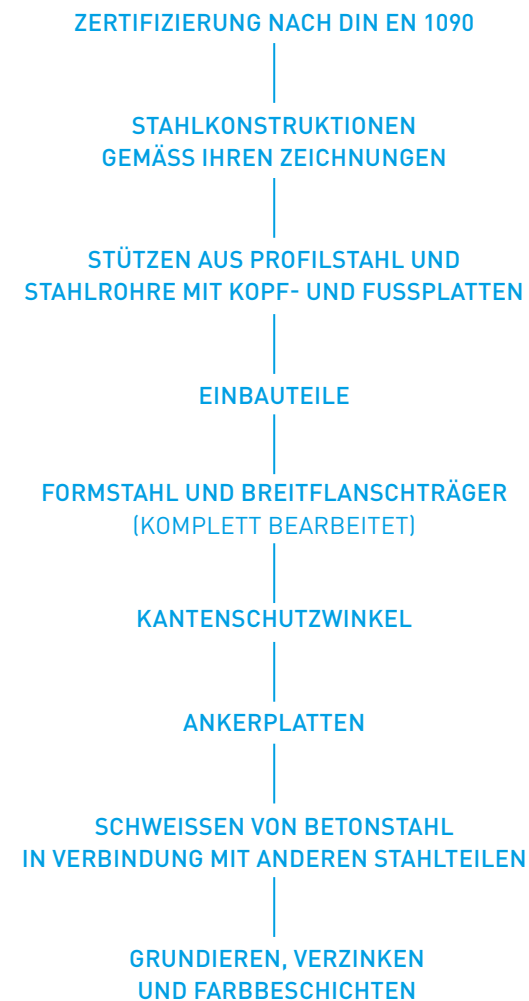 ZERTIFIZIERUNG NACH DIN EN 1090
STAHLKONSTRUKTIONEN
GEMÄSS IHREN ZEICHNUNGEN
STÜTZEN AUS PROFILSTAHL UND
STAHLROHRE MIT KOPF- UND FUSSPLATTEN
EINBAUTEILE
FORMSTAHL UND BREITFLANSCHTRÄGER
(KOMPLETT BEARBEITET)
KANTENSCHUTZWINKEL
ANKERPLATTEN
SCHWEISSEN VON BETONSTAHL
IN VERBINDUNG MIT ANDEREN STAHLTEILEN
GRUNDIEREN, VERZINKEN
UND FARBBESCHICHTEN